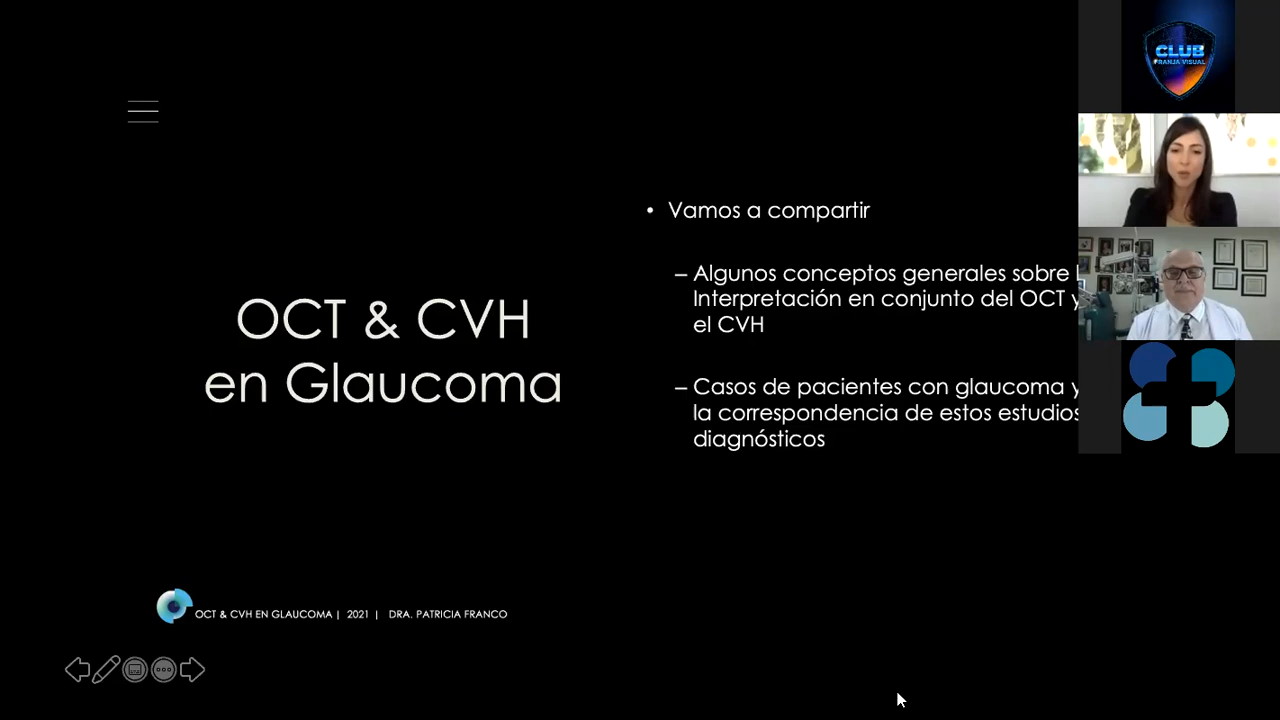 CLUB
FRANJA VISUAL
• Vamos a compartir
– Algunos conceptos generales sobre
Interpretación en conjunto del OCT y
el CVH
OCT & CVH
en Glaucoma
– Casos de pacientes con glaucoma y
la correspondencia de estos estudios
diagnósticos
OCT & CVH EN GLAUCOMA | 2021 | DRA. PATRICIA FRANCO